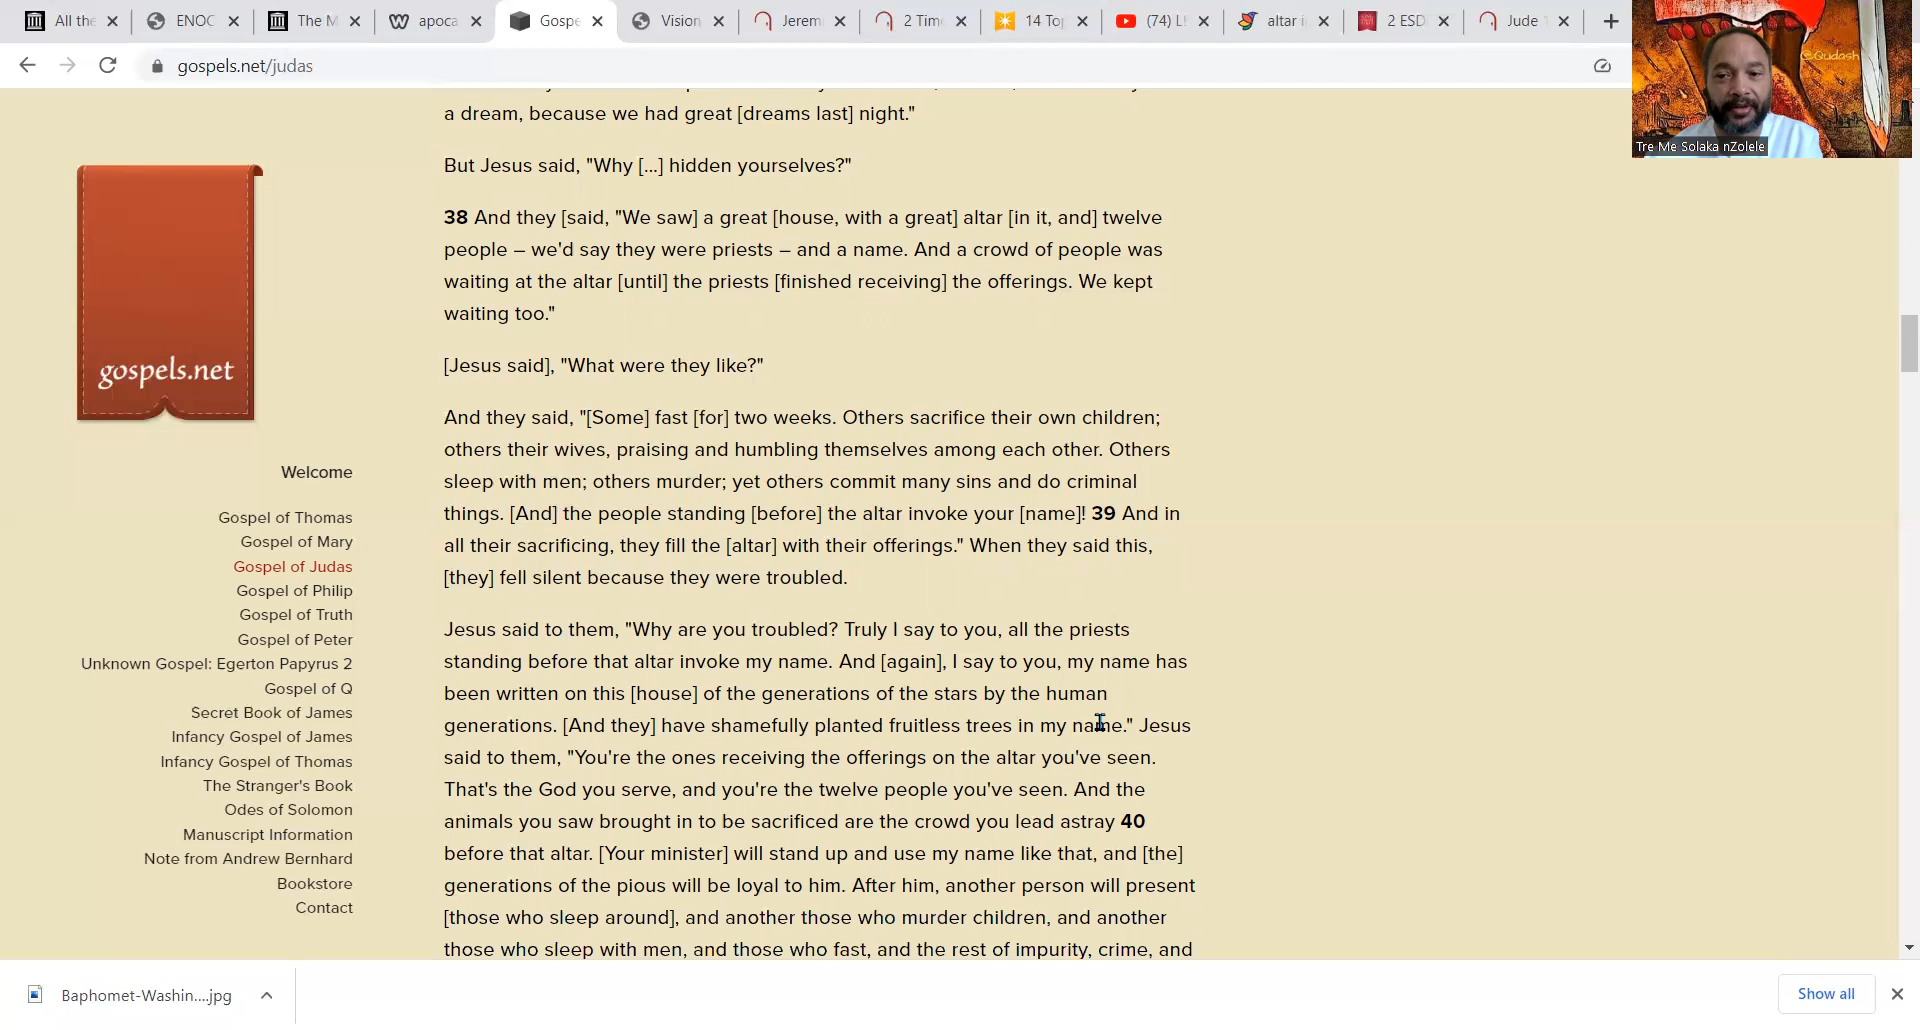 All the
ENOC
The M
apoca
Gospe
Vision
Jerem
2 Tim
14 Top
(74) L
altar i
2 ESD
Jude
gospels.net/judas
@Qudash
Tre Me Solaka nZolele
a dream, because we had great [dreams last] night."
But Jesus said, "Why [...] hidden yourselves?"
38 And they [said, "We saw] a great [house, with a great] altar [in it, and] twelve
people – we'd say they were priests – and a name. And a crowd of people was
waiting at the altar [until] the priests [finished receiving] the offerings. We kept
waiting too."
[Jesus said], "What were they like?"
And they said, "[Some] fast [for] two weeks. Others sacrifice their own children;
others their wives, praising and humbling themselves among each other. Others
sleep with men; others murder; yet others commit many sins and do criminal
things. [And] the people standing [before] the altar invoke your [name]! 39 And in
all their sacrificing, they fill the [altar] with their offerings." When they said this,
[they] fell silent because they were troubled.
Jesus said to them, "Why are you troubled? Truly I say to you, all the priests
standing before that altar invoke my name. And [again], I say to you, my name has
been written on this [house] of the generations of the stars by the human
generations. [And they] have shamefully planted fruitless trees in my name." Jesus
said to them, "You're the ones receiving the offerings on the altar you've seen.
That's the God you serve, and you're the twelve people you've seen. And the
animals you saw brought in to be sacrificed are the crowd you lead astray 40
before that altar. [Your minister] will stand up and use my name like that, and [the]
generations of the pious will be loyal to him. After him, another person will present
[those who sleep around], and another those who murder children, and another
those who sleep with men, and those who fast, and the rest of impurity, crime, and
gospels.net
Welcome
Gospel of Thomas
Gospel of Mary
Gospel of Judas
Gospel of Philip
Gospel of Truth
Gospel of Peter
Unknown Gospel: Egerton Papyrus 2
Gospel of Q
Secret Book of James
Infancy Gospel of James
Infancy Gospel of Thomas
The Stranger's Book
Odes of Solomon
Manuscript Information
Note from Andrew Bernhard
Bookstore
Contact
Baphomet-Washin....jpg
Show all